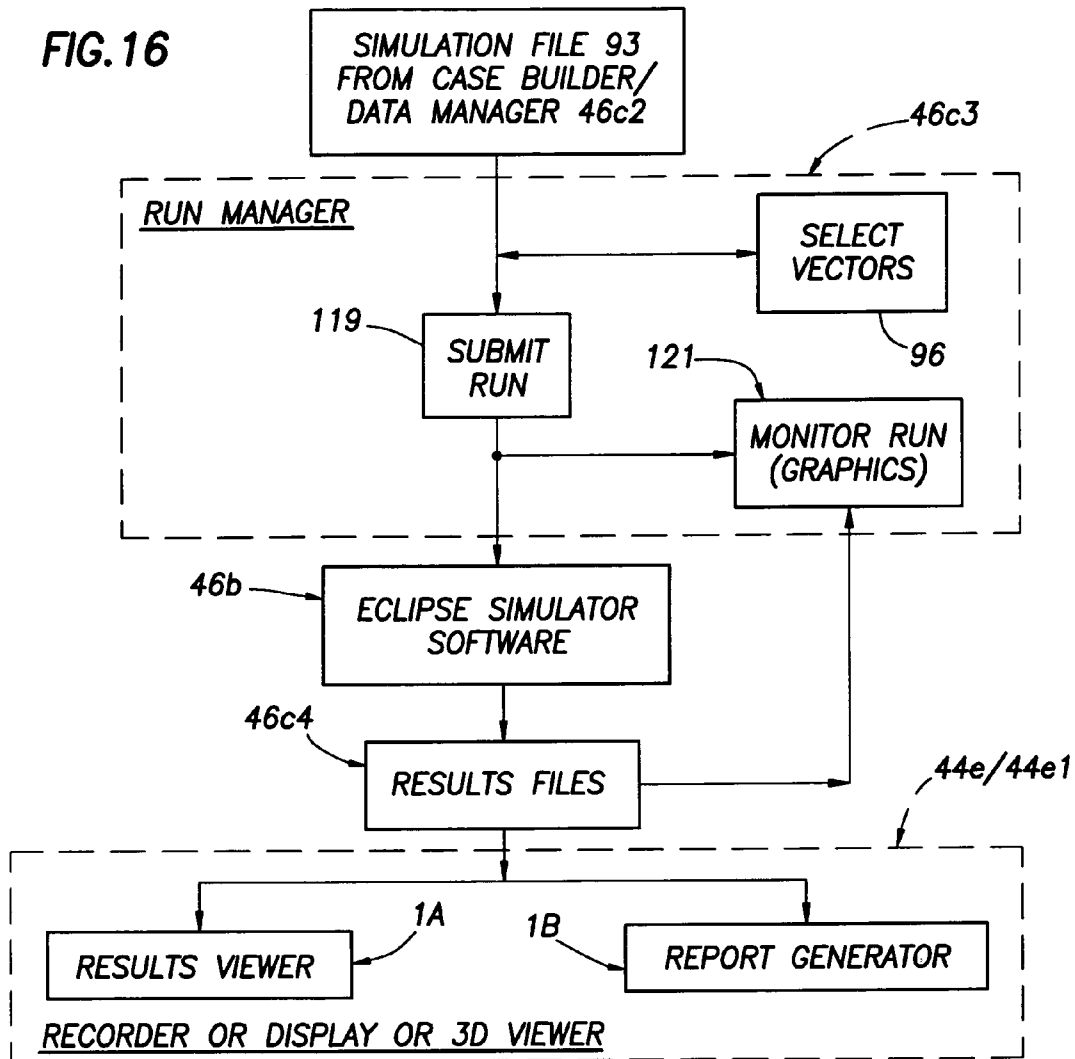 FIG.16
SIMULATION FILE 93
FROM CASE BUILDER/
DATA MANAGER 46c2
46c3
RUN MANAGER
SELECT
VECTORS
96
119
SUBMIT
RUN
121
MONITOR RUN
(GRAPHICS)
46b
ECLIPSE SIMULATOR
SOFTWARE
46c4
RESULTS FILES
44e/44e1
1A
RESULTS VIEWER
1B
REPORT GENERATOR
RECORDER OR DISPLAY OR 3D VIEWER